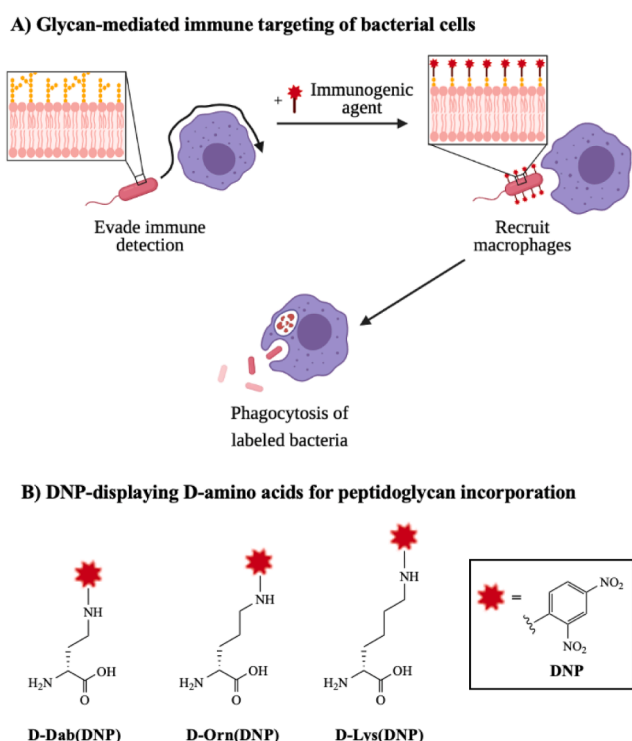 A) Glycan-mediated immune targeting of bacterial cells
+ Immunogenic
agent
Evade immune
detection
Recruit
macrophages
Phagocytosis of
labeled bacteria
B) DNP-displaying D-amino acids for peptidoglycan incorporation
NH
H₂N
OH
O
D-Dab(DNP)
NH
H₂N
OH
O
D-Orn(DNP)
NH
H₂N
OH
O
D-Lys(DNP)
=
NO₂
NO₂
DNP